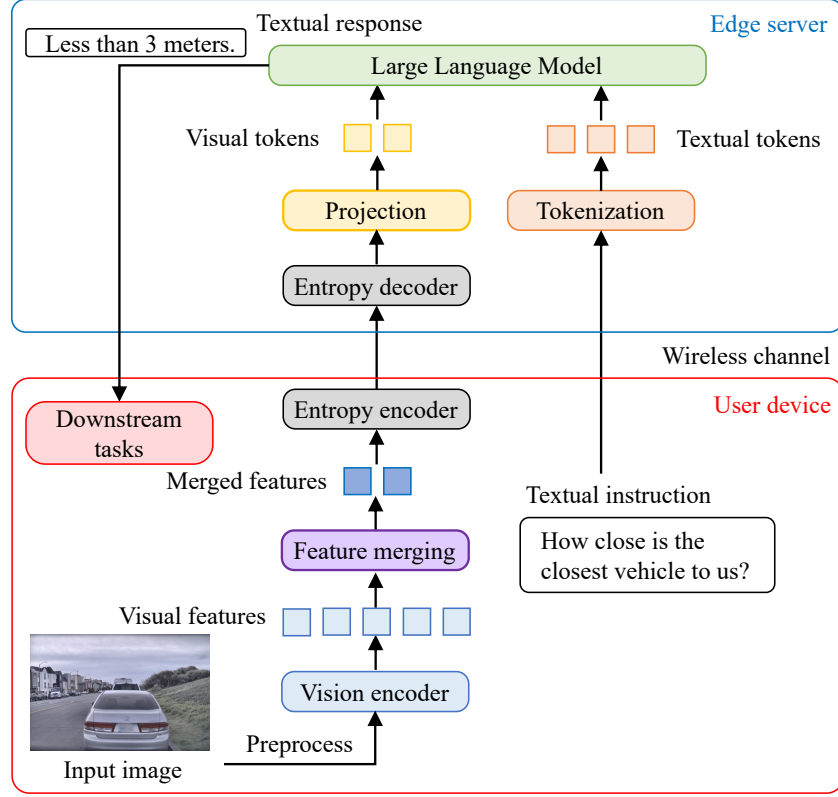 Textual response
Edge server
Less than 3 meters.
Large Language Model
Visual tokens
Textual tokens
Projection
Tokenization
Entropy decoder
Wireless channel
User device
Entropy encoder
Downstream
tasks
Merged features
Textual instruction
How close is the
closest vehicle to us?
Feature merging
Visual features
Vision encoder
Preprocess
Input image